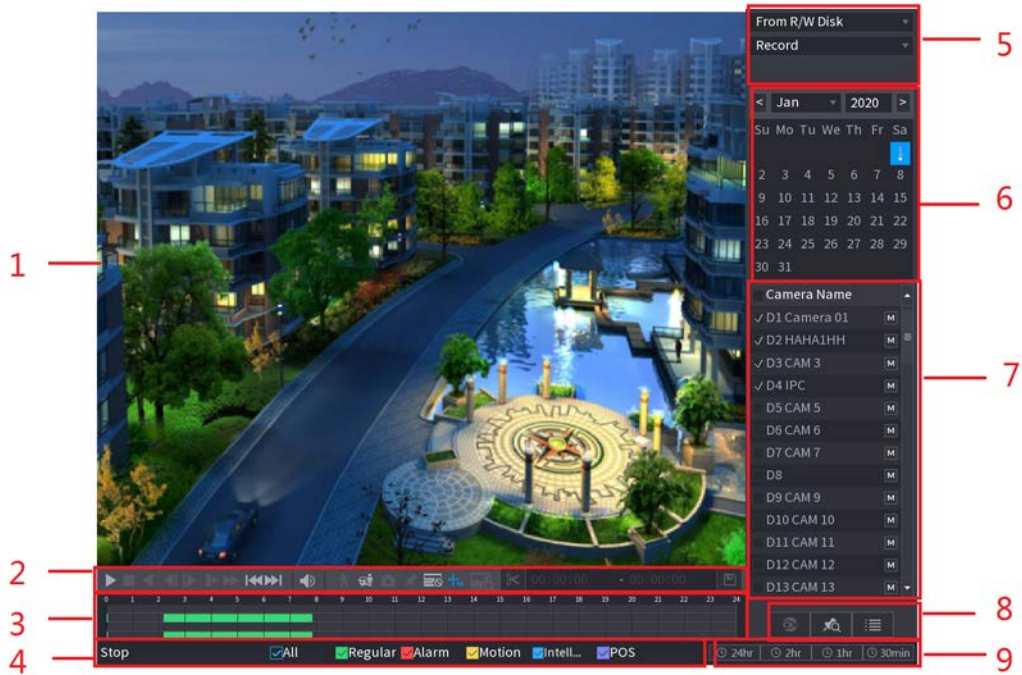 From R/W Disk
Record
5
< Jan 2020 >
Su Mo Tu We Th Fr Sa
1
2 3 4 5 6 7 8
9 10 11 12 13 14 15
16 17 18 19 20 21 22
23 24 25 26 27 28 29
30 31
6
1
Camera Name
D1 Camera 01 M
D2 HAHA1HH M
D3 CAM 3 M
D4 IPC M
D5 CAM 5 M
D6 CAM 6 M
D7 CAM 7 M
D8 M
D9 CAM 9 M
D10 CAM 10 M
D11 CAM 11 M
D12 CAM 12 M
D13 CAM 13 M
7
2
00:00:00 - 00:00:00
0 1 2 3 4 5 6 7 8 9 10 11 12 13 14 15 16 17 18 19 20 21 22 23 24
3
8
4
Stop All Regular Alarm Motion Intell... POS
24hr 2hr 1hr 30min
9